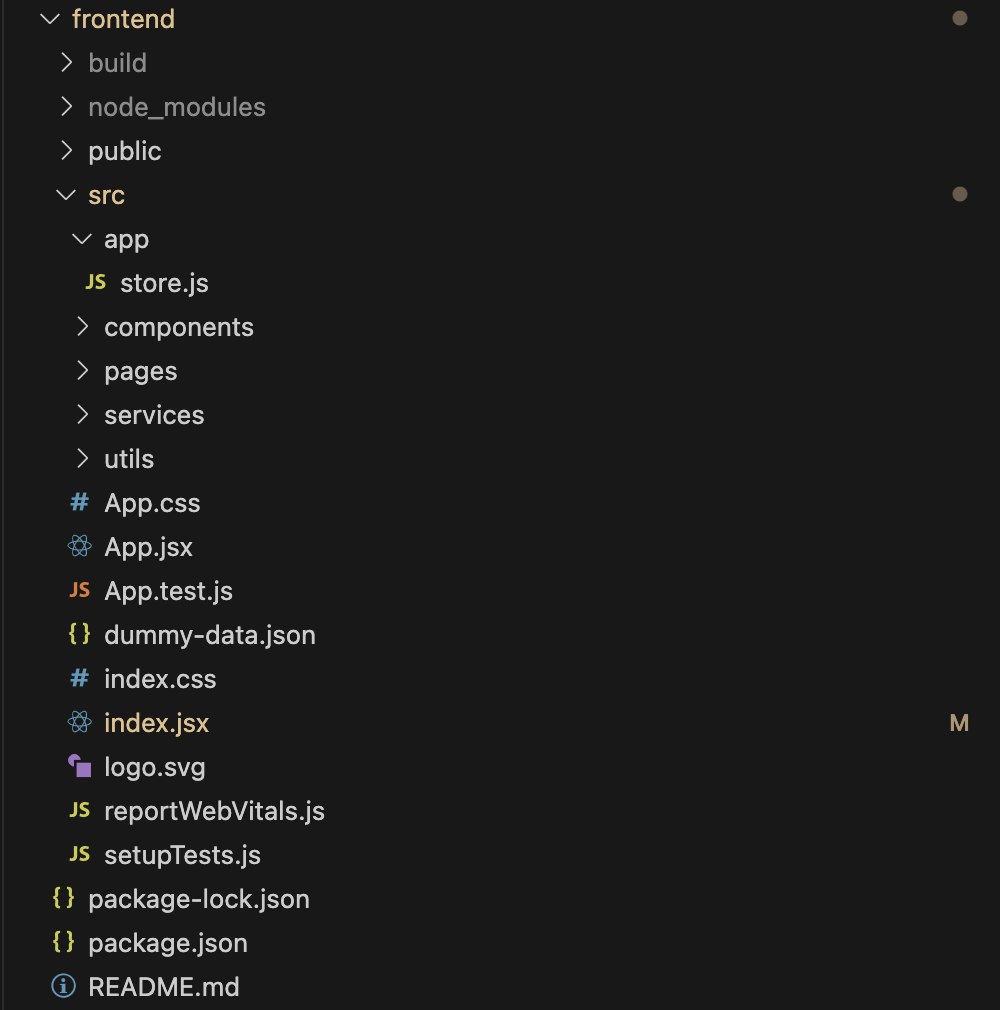 frontend
build
node_modules
public
src
app
JS store.js
components
pages
services
utils
# App.css
App.jsx
JS App.test.js
{} dummy-data.json
# index.css
index.jsx M
logo.svg
JS reportWebVitals.js
JS setupTests.js
{} package-lock.json
{} package.json
README.md